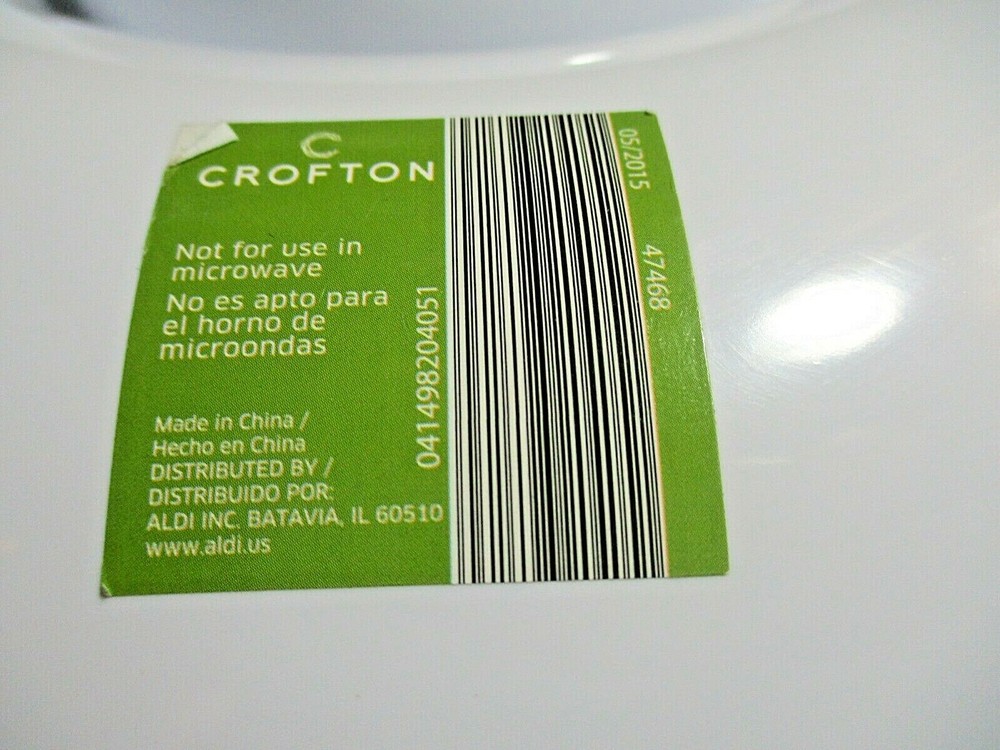 CROFTON
Not for use in
microwave
No es apto para
el horno de
microondas
Made in China /
Hecho en China
DISTRIBUTED BY /
DISTRIBUIDO POR:
ALDI INC. BATAVIA, IL 60510
www.aldi.us
041498204051
05/2015
47468